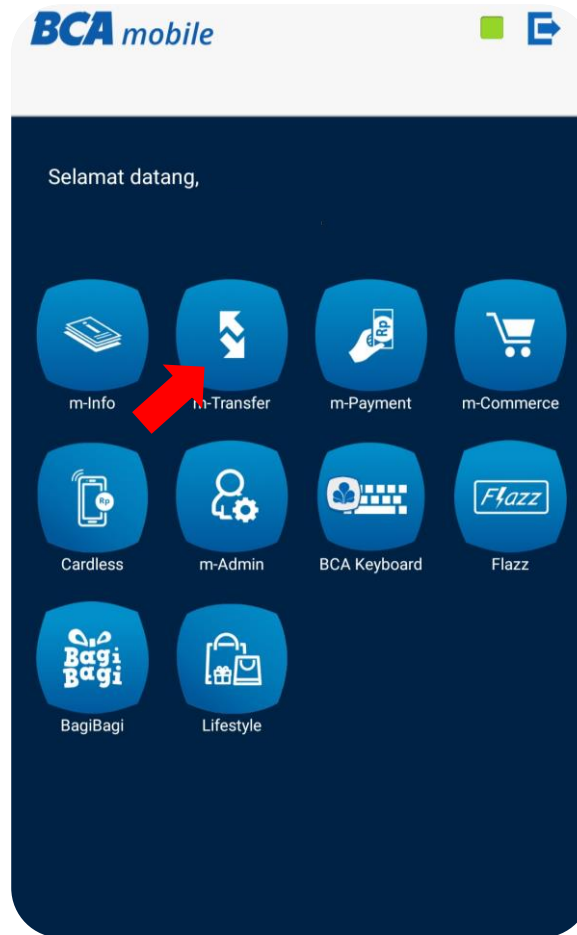 BCA mobile
Selamat datang,
m-Info
m-Transfer
Rp
m-Payment
m-Commerce
Rp
Cardless
m-Admin
BCA Keyboard
Flazz
Flazz
Bagi
Bagi
BagiBagi
Lifestyle